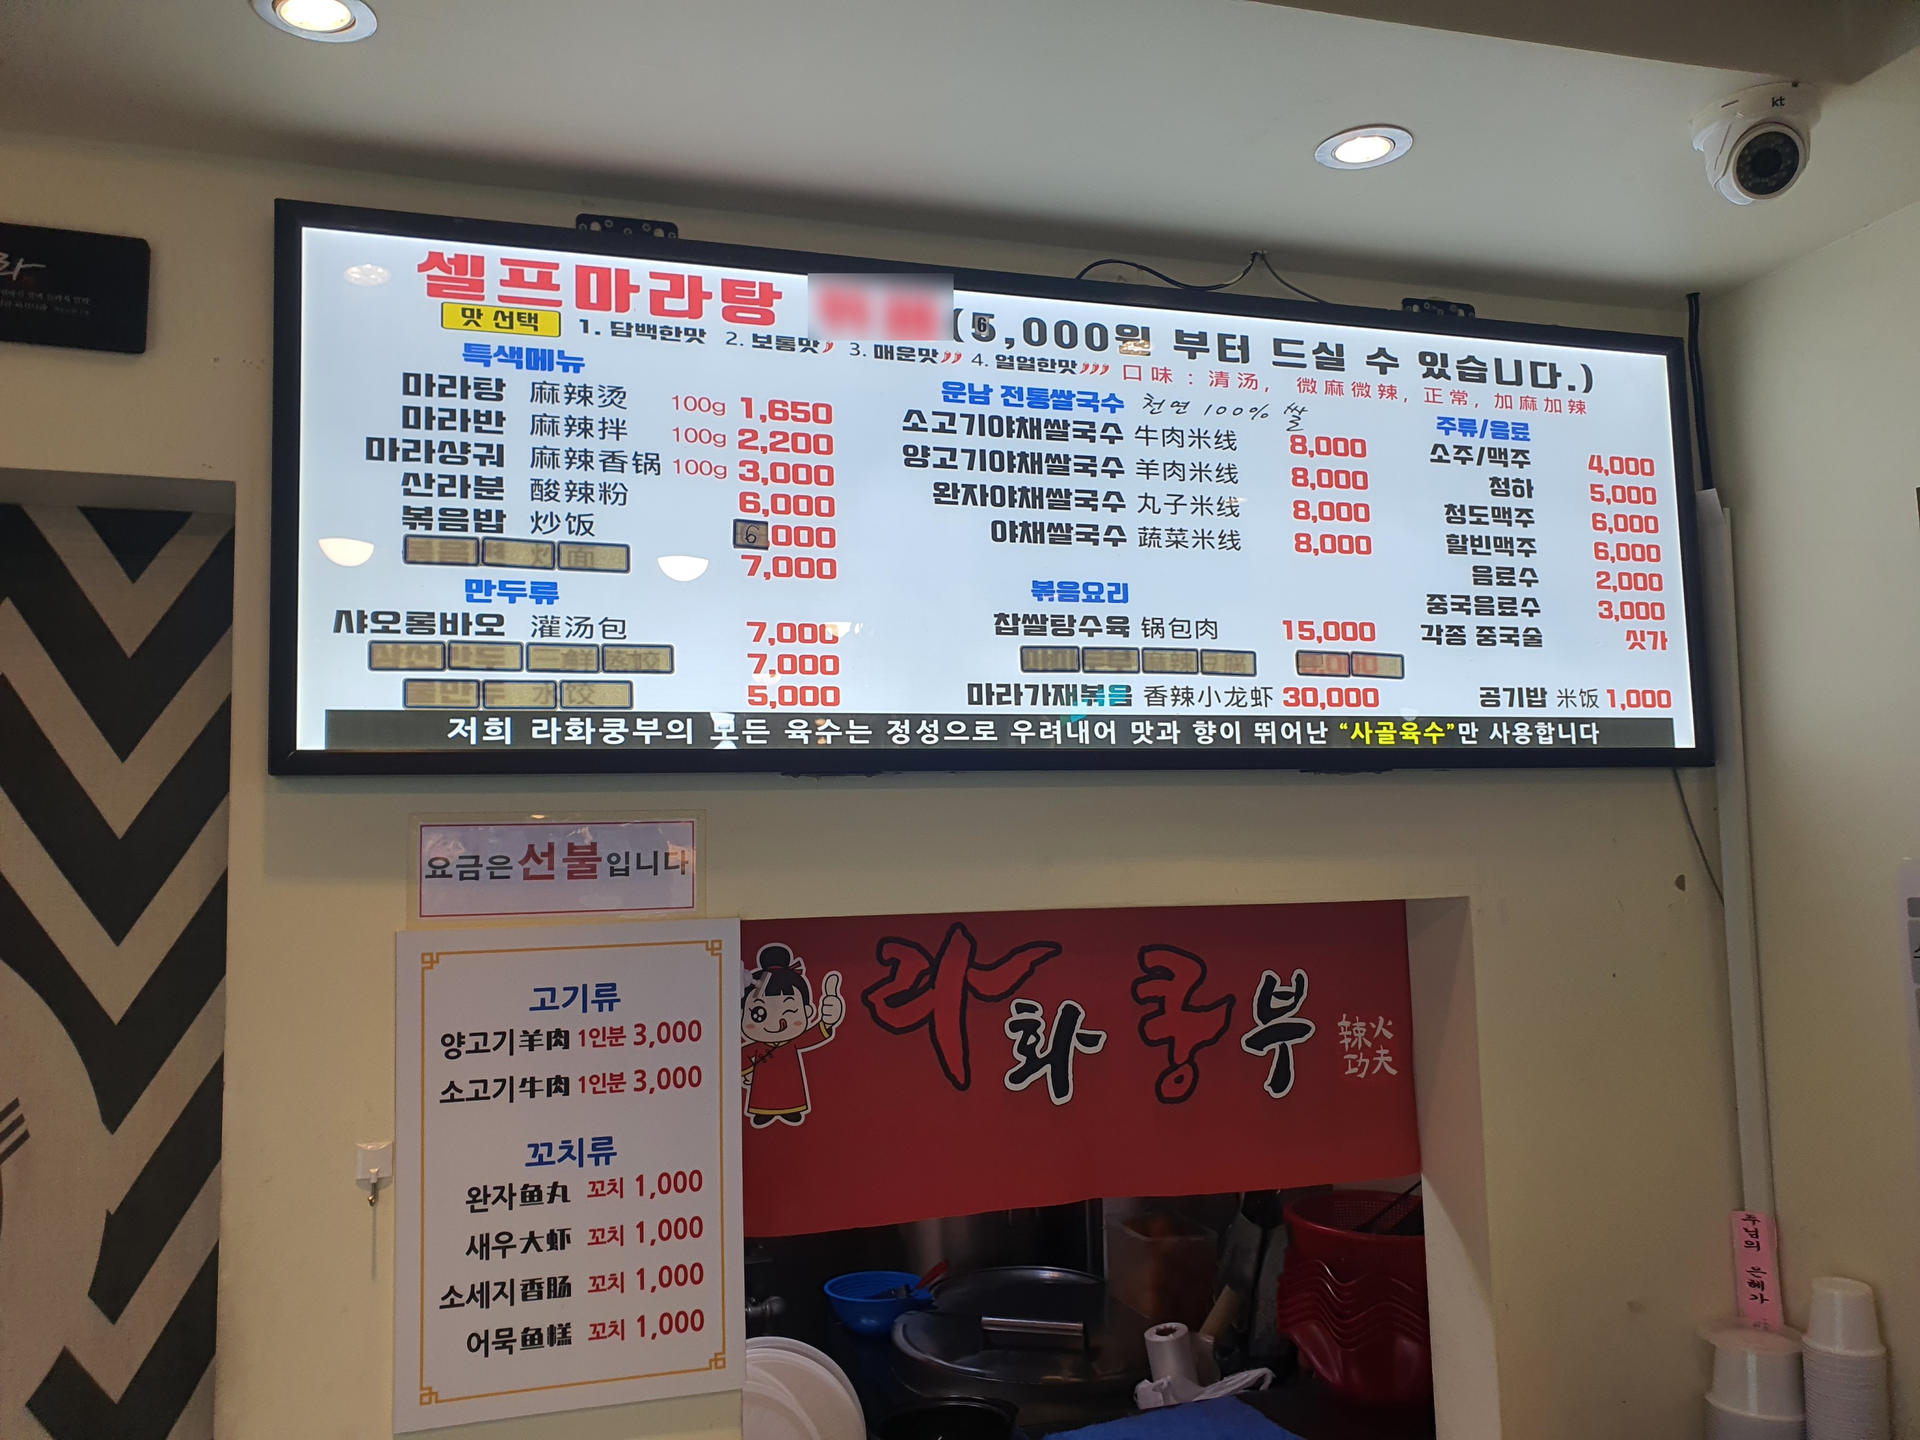 셀프마라탕 (6,000원 부터 드실 수 있습니다.)
맛 선택 1. 담백한맛 2. 보통맛 3. 매운맛 4. 얼얼한맛 口味：清汤，微麻微辣，正常，加麻加辣
특색메뉴
마라탕 麻辣烫 100g 1,650
마라반 麻辣拌 100g 2,200
마라샹궈 麻辣香锅 100g 3,000
산라분 酸辣粉 6,000
볶음밥 炒饭 6,000
7,000
만두류
샤오롱바오 灌汤包 7,000
7,000
5,000
운남 전통쌀국수 천연 100% 쌀
소고기야채쌀국수 牛肉米线 8,000
양고기야채쌀국수 羊肉米线 8,000
완자야채쌀국수 丸子米线 8,000
야채쌀국수 蔬菜米线 8,000
볶음요리
찹쌀탕수육 锅包肉 15,000
마라가재볶음 香辣小龙虾 30,000
주류/음료
소주/맥주 4,000
청하 5,000
청도맥주 6,000
할빈맥주 6,000
음료수 2,000
중국음료수 3,000
각종 중국술 싯가
공기밥 米饭 1,000
저희 라화쿵부의 모든 육수는 정성으로 우려내어 맛과 향이 뛰어난 “사골육수”만 사용합니다
요금은 선불입니다
고기류
양고기羊肉 1인분 3,000
소고기牛肉 1인분 3,000
꼬치류
완자鱼丸 꼬치 1,000
새우大虾 꼬치 1,000
소세지香肠 꼬치 1,000
어묵鱼糕 꼬치 1,000
라화쿵부
辣火
功夫
kt
주님의 은혜가